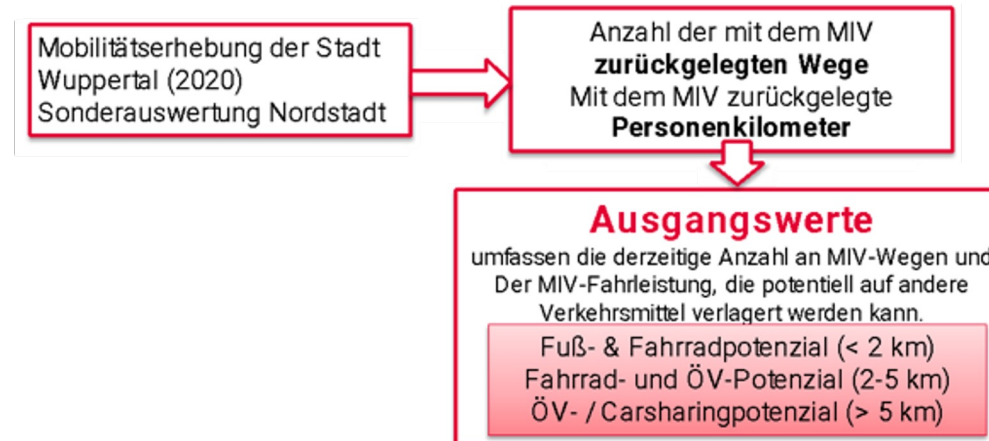 Mobilitätserhebung der Stadt
Wuppertal (2020)
Sonderauswertung Nordstadt
Anzahl der mit dem MIV
zurückgelegten Wege
Mit dem MIV zurückgelegte
Personenkilometer
Ausgangswerte
umfassen die derzeitige Anzahl an MIV-Wegen und
Der MIV-Fahrleistung, die potentiell auf andere
Verkehrsmittel verlagert werden kann.
Fuß- & Fahrradpotenzial (< 2 km)
Fahrrad- und ÖV-Potenzial (2-5 km)
ÖV- / Carsharingpotenzial (> 5 km)